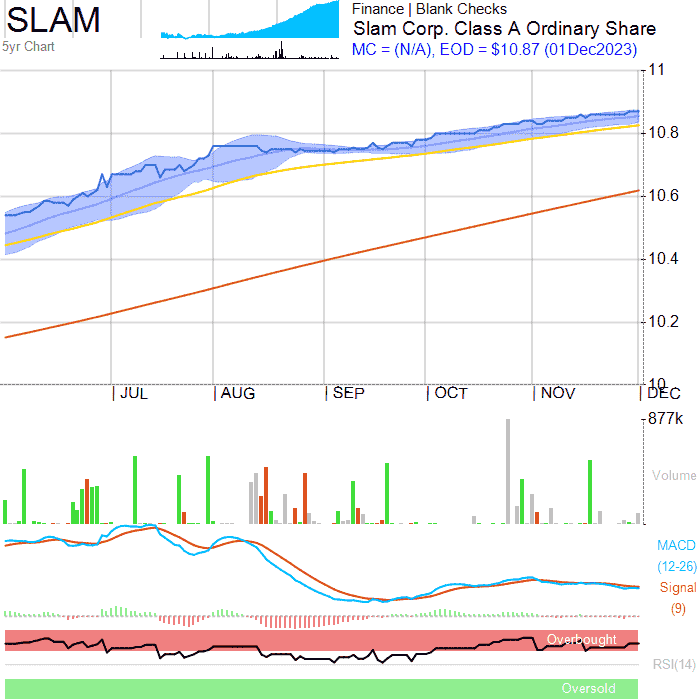 SLAM
5yr Chart
Finance | Blank Checks
Slam Corp. Class A Ordinary Share
MC = (N/A), EOD = $10.87 (01Dec2023)
11
10.8
10.6
10.4
10.2
10
JUL AUG SEP OCT NOV DEC
877k
Volume
MACD
(12-26)
Signal
(9)
Overbought
RSI(14)
Oversold